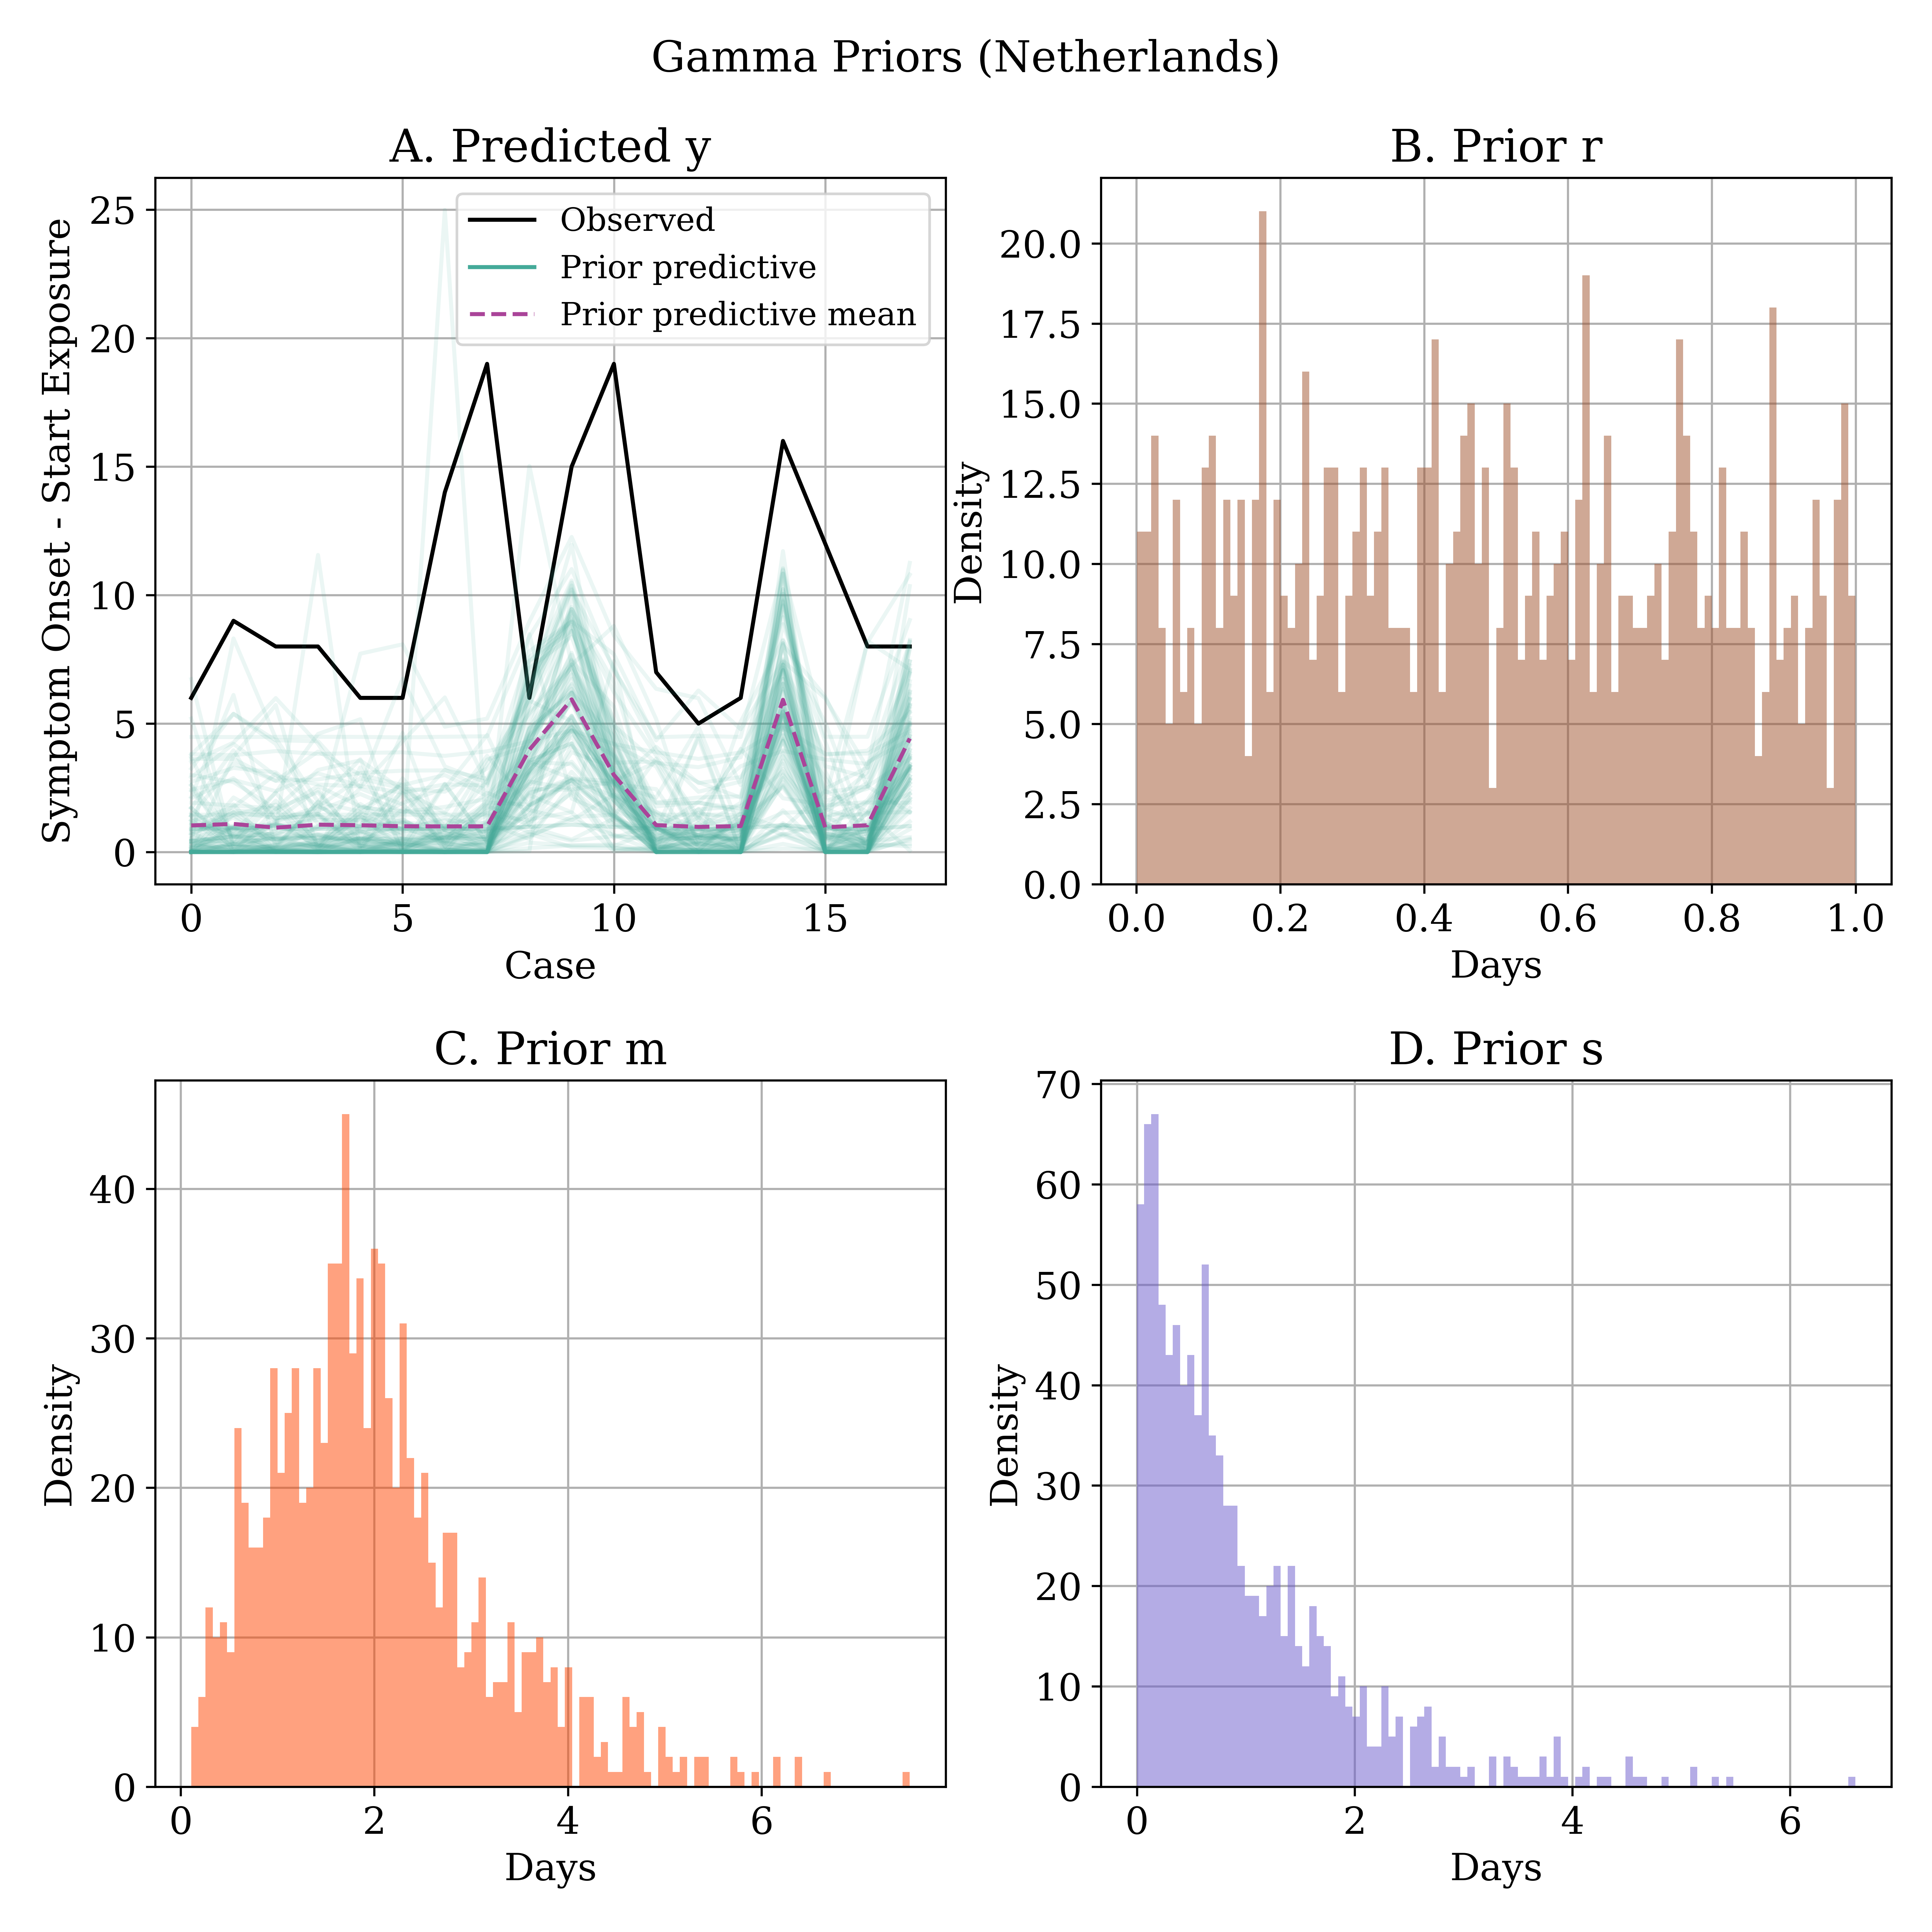 Gamma Priors (Netherlands)
A. Predicted y
Symptom Onset - Start Exposure
25
20
15
10
5
0
Observed
Prior predictive
Prior predictive mean
0 5 10 15
Case
B. Prior r
Density
20.0
17.5
15.0
12.5
10.0
7.5
5.0
2.5
0.0
0.0 0.2 0.4 0.6 0.8 1.0
Days
C. Prior m
Density
40
30
20
10
0
0 2 4 6
Days
D. Prior s
Density
70
60
50
40
30
20
10
0
0 2 4 6
Days